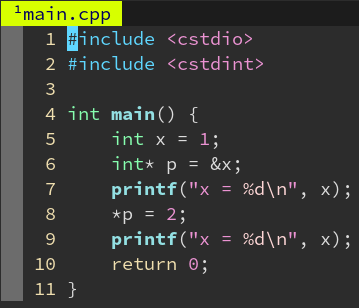 ¹main.cpp
1 #include <cstdio>
2 #include <cstdint>
3
4 int main() {
5     int x = 1;
6     int* p = &x;
7     printf("x = %d\n", x);
8     *p = 2;
9     printf("x = %d\n", x);
10     return 0;
11 }